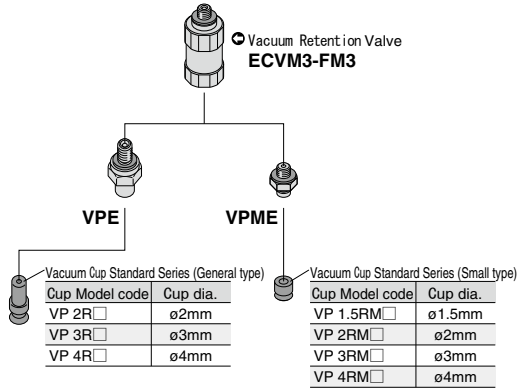 Vacuum Retention Valve
ECVM3-FM3
VPE
VPME
Vacuum Cup Standard Series (General type)
Cup Model code Cup dia.
VP 2R□ ø2mm
VP 3R□ ø3mm
VP 4R□ ø4mm
Vacuum Cup Standard Series (Small type)
Cup Model code Cup dia.
VP 1.5RM□ ø1.5mm
VP 2RM□ ø2mm
VP 3RM□ ø3mm
VP 4RM□ ø4mm